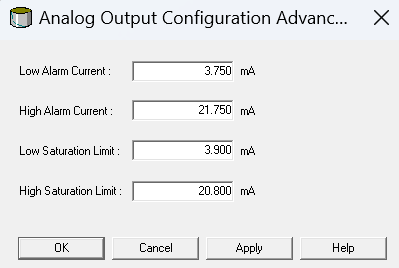 Analog Output Configuration Advanc...
Low Alarm Current : 3.750 mA
High Alarm Current : 21.750 mA
Low Saturation Limit : 3.900 mA
High Saturation Limit : 20.800 mA
OK Cancel Apply Help